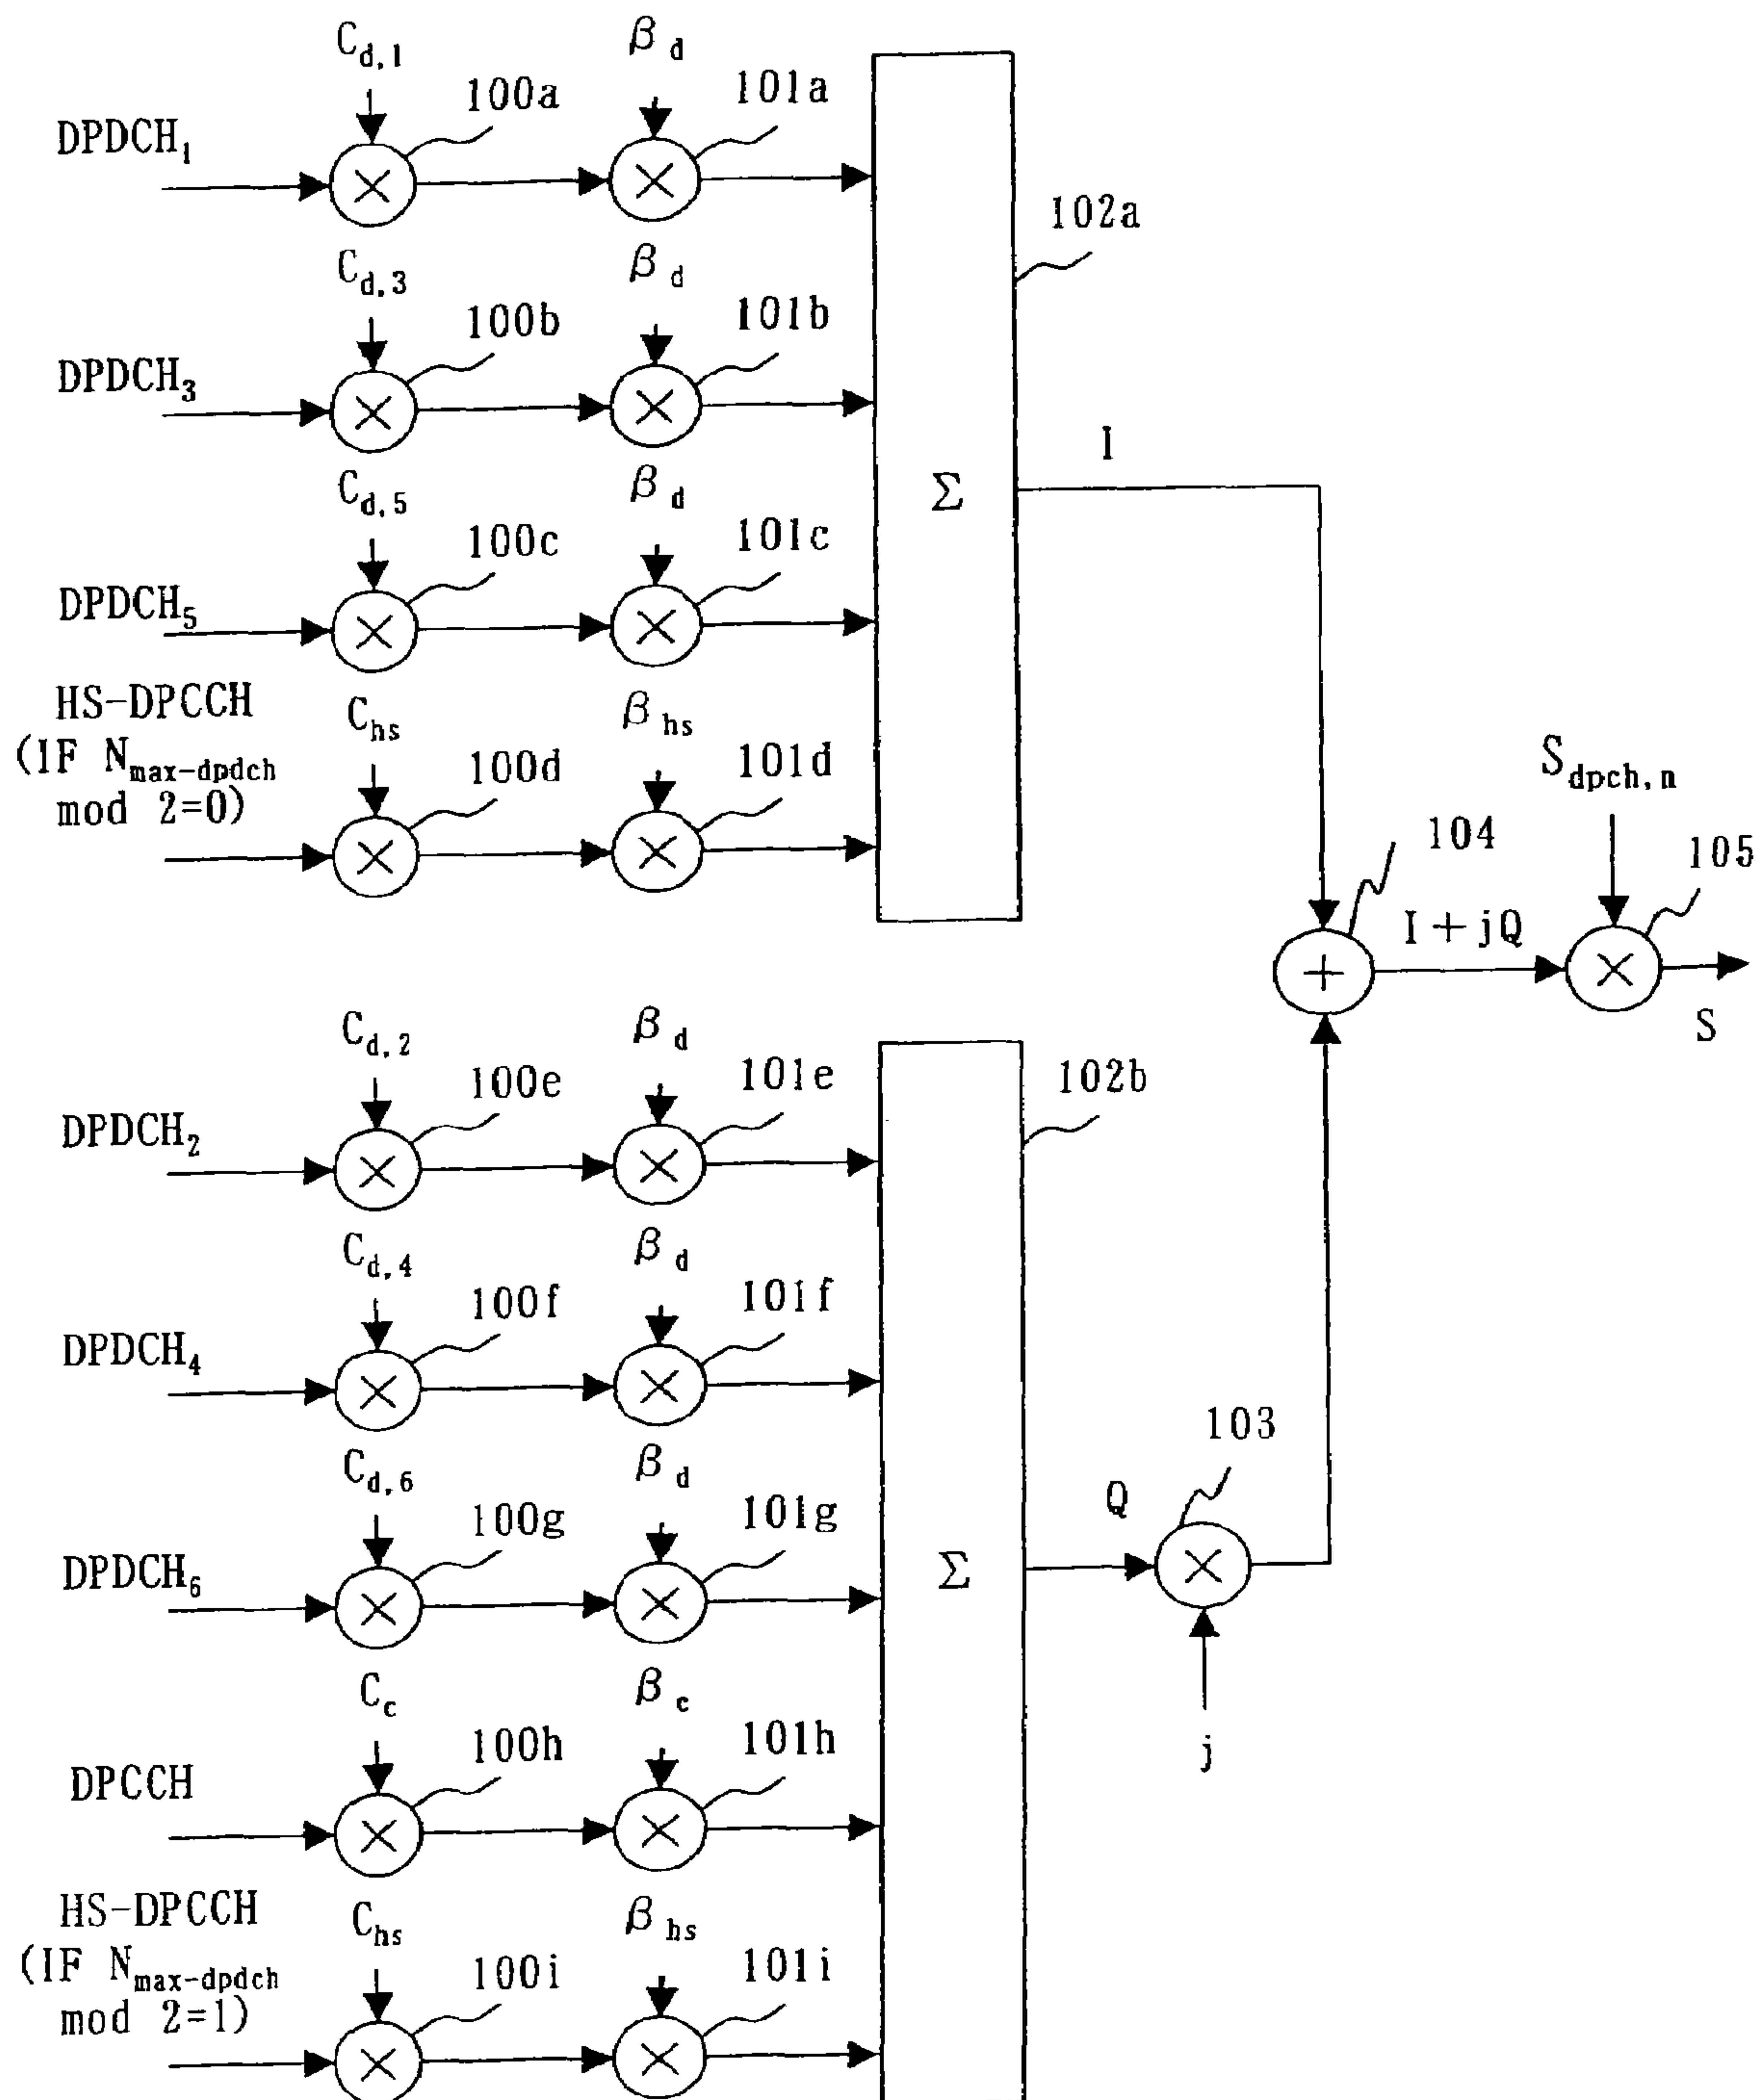 C_d,1 β_d
DPDCH_1 100a 101a
C_d,3 β_d 102a
DPDCH_3 100b 101b
C_d,5 β_d Σ I
DPDCH_5 100c 101c
HS-DPCCH C_hs β_hs
(IF N_max-dpdch 100d 101d S_dpch,n
mod 2=0) 104 105
I+jQ
S
C_d,2 β_d
DPDCH_2 100e 101e 102b
C_d,4 β_d
DPDCH_4 100f 101f
C_d,6 β_d 103
DPDCH_6 100g 101g Σ Q
C_c β_c
DPCCH 100h 101h j
HS-DPCCH C_hs β_hs
(IF N_max-dpdch 100i 101i
mod 2=1)